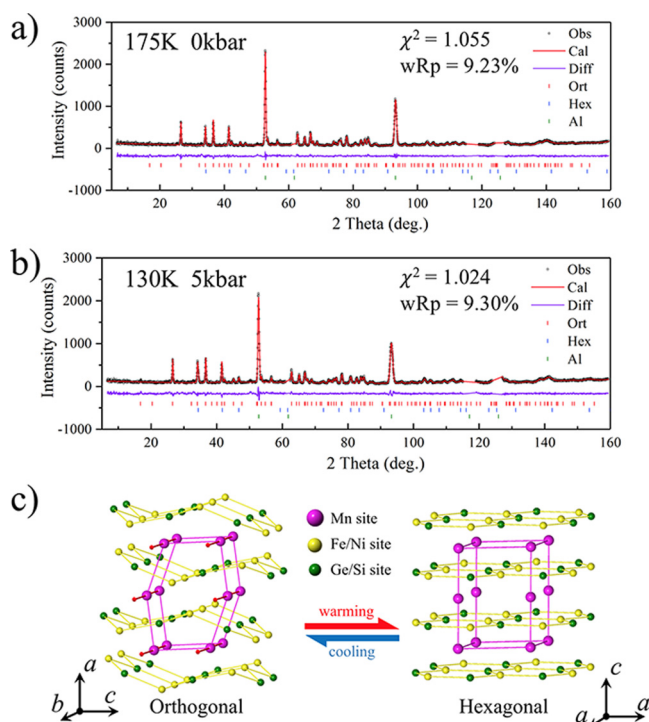 a)
175K 0kbar
χ² = 1.055
wRp = 9.23%
Obs
Cal
Diff
Ort
Hex
Al
Intensity (counts)
3000
2000
1000
0
-1000
20 40 60 80 100 120 140 160
2 Theta (deg.)
b)
130K 5kbar
χ² = 1.024
wRp = 9.30%
Obs
Cal
Diff
Ort
Hex
Al
Intensity (counts)
3000
2000
1000
0
-1000
20 40 60 80 100 120 140 160
2 Theta (deg.)
c)
Mn site
Fe/Ni site
Ge/Si site
warming
cooling
a
b
c
Orthogonal
Hexagonal
c
a
a